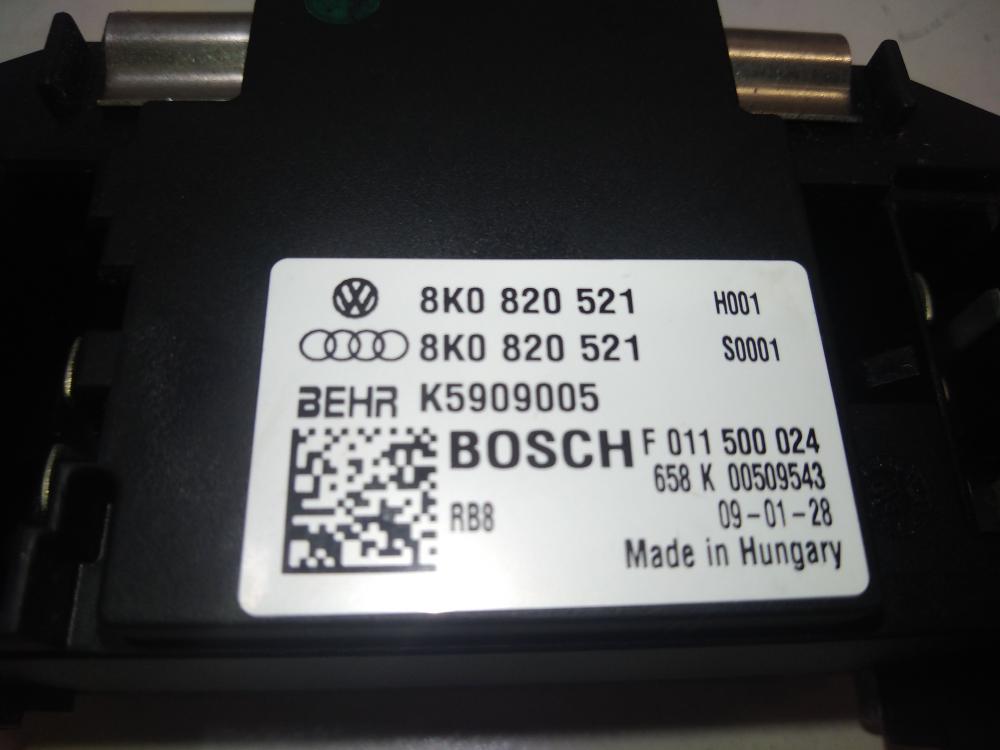 8K0 820 521 H001
8K0 820 521 S0001
BEHR K5909005
BOSCH F 011 500 024
658 K 00509543
RB8 09-01-28
Made in Hungary